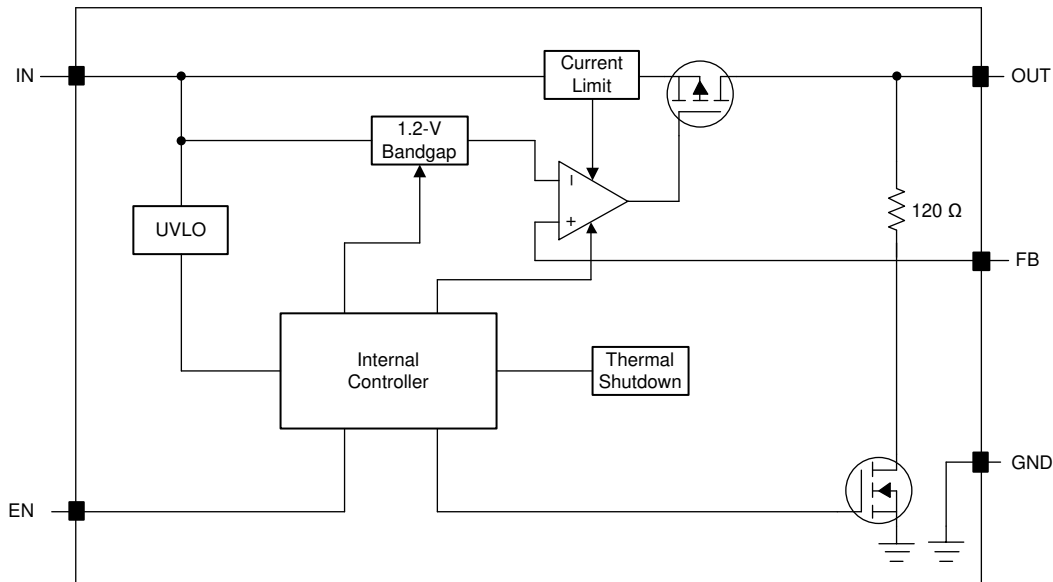 IN
Current
Limit
OUT
1.2-V
Bandgap
–
+
120 Ω
UVLO
FB
Internal
Controller
Thermal
Shutdown
GND
EN